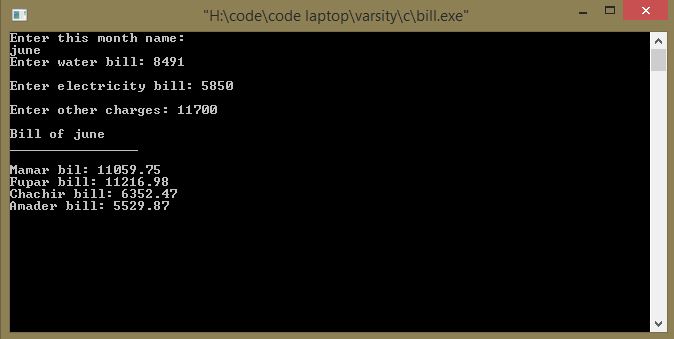 "H:\code\code laptop\varsity\c\bill.exe"
Enter this month name:
june
Enter water bill: 8491
Enter electricity bill: 5850
Enter other charges: 11700
Bill of june
________________
Mamar bil: 11059.75
Fupar bill: 11216.98
Chachir bill: 6352.47
Amader bill: 5529.87